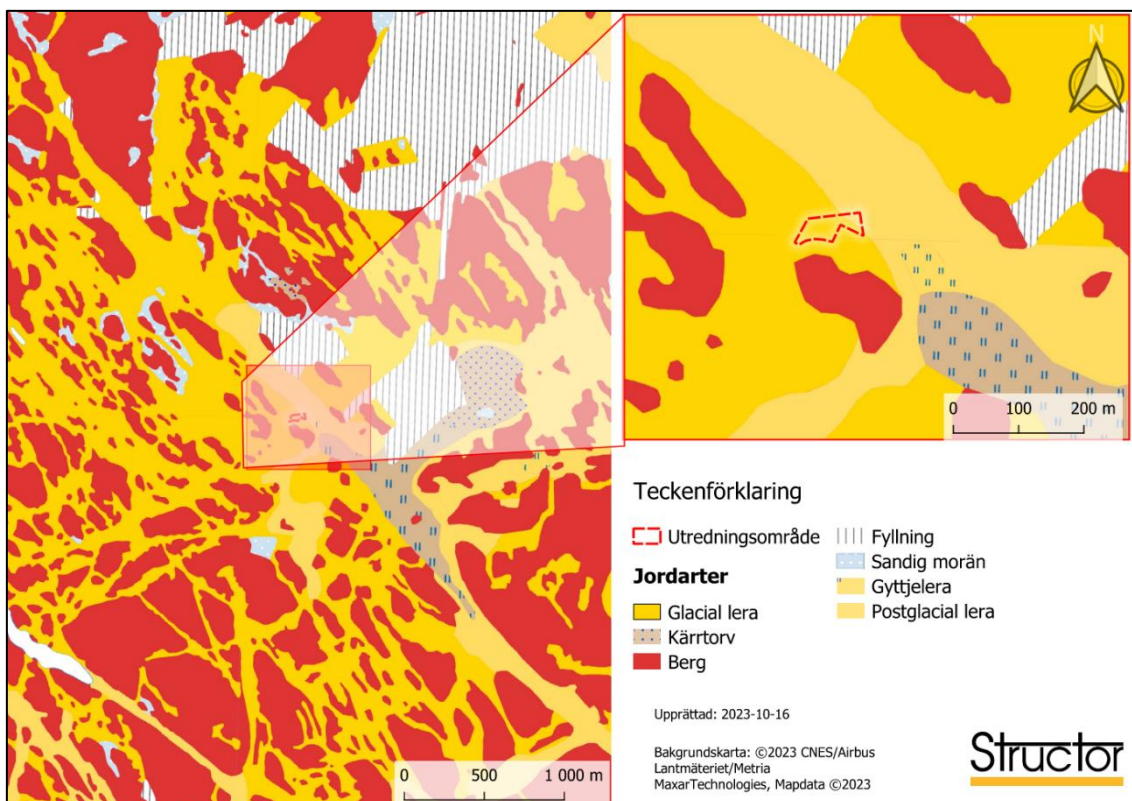 N
0 100 200 m
Teckenförklaring
Utredningsområde
Jordarter
Glacial lera
Kärrtorv
Berg
Fyllning
Sandig morän
Gyttjelera
Postglacial lera
Upprättad: 2023-10-16
Bakgrundskarta: ©2023 CNES/Airbus
Lantmäteriet/Metria
MaxarTechnologies, Mapdata ©2023
Structor
0 500 1 000 m